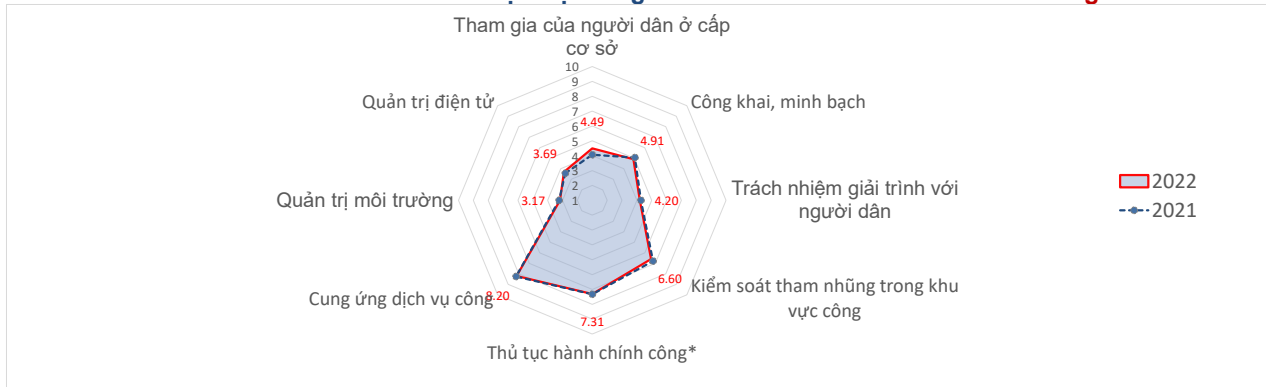 Tham gia của người dân ở cấp
cơ sở
10
9
8
7
6
5
4
3
2
1
4.49
Công khai, minh bạch
4.91
Trách nhiệm giải trình với
người dân
4.20
Kiểm soát tham nhũng trong khu
vực công
6.60
Thủ tục hành chính công*
7.31
Cung ứng dịch vụ công
8.20
Quản trị môi trường
3.17
Quản trị điện tử
3.69
2022
2021